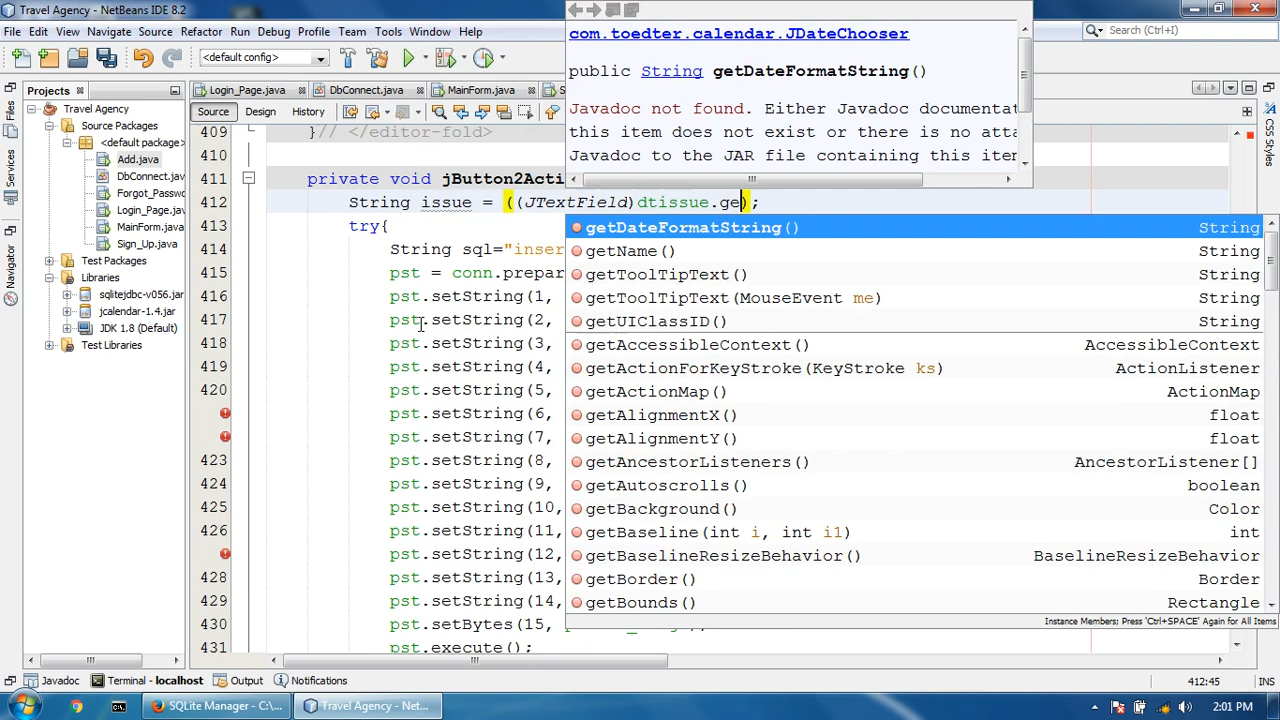 Travel Agency - NetBeans IDE 8.2
File Edit View Navigate Source Refactor Run Debug Profile Team Tools Window Help
Search (Ctrl+I)
<default config>
Projects
Login_Page.java
DbConnect.java
MainForm.java
Source Design History
Travel Agency
Source Packages
<default package>
Add.java
DbConnect.java
Forgot_Passwo
Login_Page.java
MainForm.java
Sign_Up.java
Test Packages
Libraries
sqlitejdbc-v056.jar
jcalendar-1.4.jar
JDK 1.8 (Default)
Test Libraries
Files
Services
Navigator
CSS Styles
com.toedter.calendar.JDateChooser
public String getDateFormatString()
Javadoc not found. Either Javadoc documentat
this item does not exist or there is no atta
Javadoc to the JAR file containing this item
409 }// </editor-fold>
410
411 private void jButton2Acti
412 String issue = ((JTextField)dtissue.ge);
413 try{
414 String sql="inser
415 pst = conn.prepar
416 pst.setString(1,
417 pst.setString(2,
418 pst.setString(3,
419 pst.setString(4,
420 pst.setString(5,
pst.setString(6,
pst.setString(7,
423 pst.setString(8,
424 pst.setString(9,
425 pst.setString(10,
426 pst.setString(11,
pst.setString(12,
428 pst.setString(13,
429 pst.setString(14,
430 pst.setBytes(15,
431 pst.execute();
getDateFormatString() String
getName() String
getToolTipText() String
getToolTipText(MouseEvent me) String
getUIClassID() String
getAccessibleContext() AccessibleContext
getActionForKeyStroke(KeyStroke ks) ActionListener
getActionMap() ActionMap
getAlignmentX() float
getAlignmentY() float
getAncestorListeners() AncestorListener[]
getAutoscrolls() boolean
getBackground() Color
getBaseline(int i, int i1) int
getBaselineResizeBehavior() BaselineResizeBehavior
getBorder() Border
getBounds() Rectangle
Instance Members; Press 'Ctrl+SPACE' Again for All Items
Javadoc Terminal - localhost Output Notifications
412:45 INS
SQLite Manager - C:\...
Travel Agency - Net...
2:01 PM